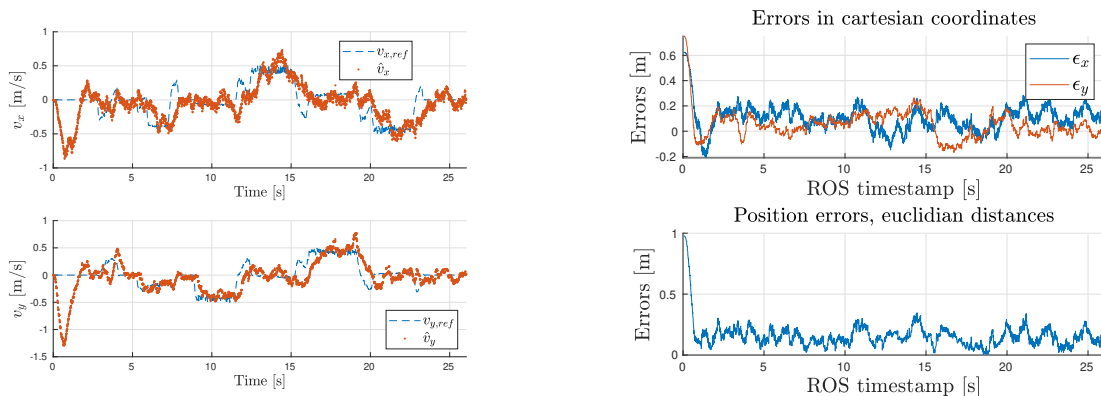 1
0.5
0
-0.5
-1
v_x [m/s]
v_{x,ref}
v̂_x
0 5 10 15 20 25
Time [s]
1
0.5
0
-0.5
-1
-1.5
v_y [m/s]
v_{y,ref}
v̂_y
0 5 10 15 20 25
Time [s]
Errors in cartesian coordinates
0.6
0.4
0.2
0
-0.2
Errors [m]
ϵ_x
ϵ_y
0 5 10 15 20 25
ROS timestamp [s]
Position errors, euclidian distances
1
0.5
0
Errors [m]
0 5 10 15 20 25
ROS timestamp [s]